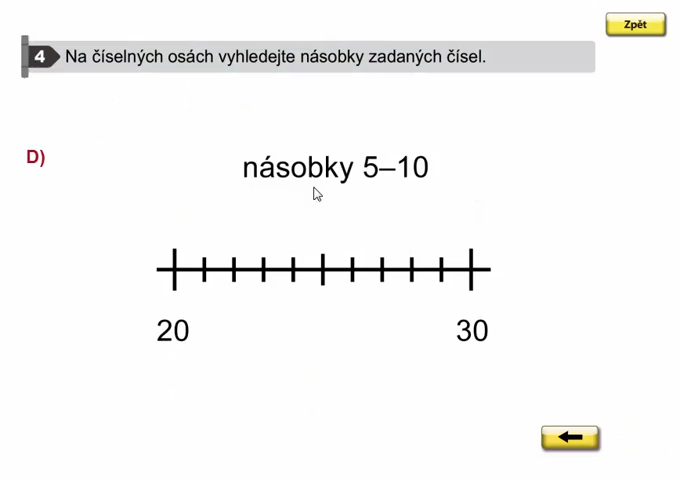 Zpět
4 Na číselných osách vyhledejte násobky zadaných čísel.
D)
násobky 5–10
20 30